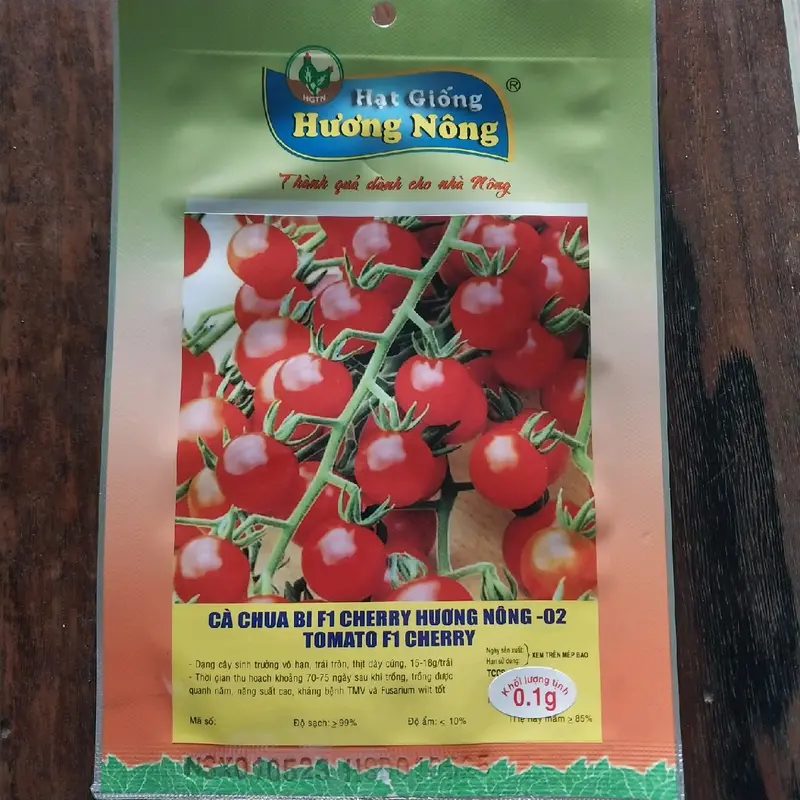 HGTN
Hạt Giống ®
Hương Nông
Thành quả dành cho nhà Nông
CÀ CHUA BI F1 CHERRY HƯƠNG NÔNG -02
TOMATO F1 CHERRY
- Dạng cây sinh trưởng vô hạn, trái tròn, thịt dày cứng, 15-18g/trái
- Thời gian thu hoạch khoảng 70-75 ngày sau khi trồng, trồng được
quanh năm, năng suất cao, kháng bệnh TMV và Fusarium wilt tốt
Ngày sản xuất:
Hạn sử dụng:
XEM TRÊN MÉP BAO
Khối lượng tịnh
0.1g
Mã số: Độ sạch: ≥ 99% Độ ẩm: < 10% nảy mầm ≥ 85%